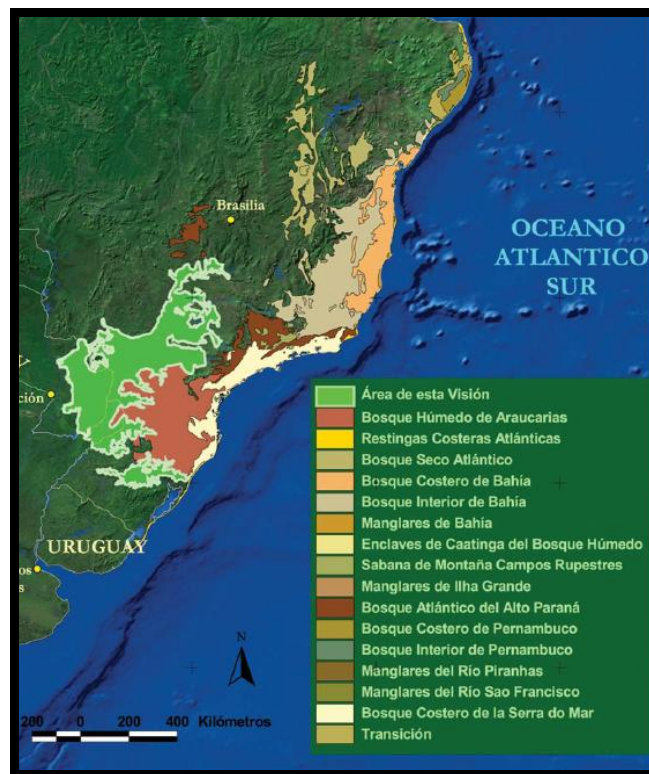 Brasilia
OCEANO
ATLANTICO
SUR
ción
URUGUAY
os
s
N
200 0 200 400 Kilómetros
Área de esta Visión
Bosque Húmedo de Araucarias
Restingas Costeras Atlánticas
Bosque Seco Atlántico
Bosque Costero de Bahía
Bosque Interior de Bahía
Manglares de Bahía
Enclaves de Caatinga del Bosque Húmedo
Sabana de Montaña Campos Rupestres
Manglares de Ilha Grande
Bosque Atlántico del Alto Paraná
Bosque Costero de Pernambuco
Bosque Interior de Pernambuco
Manglares del Río Piranhas
Manglares del Río Sao Francisco
Bosque Costero de la Serra do Mar
Transición